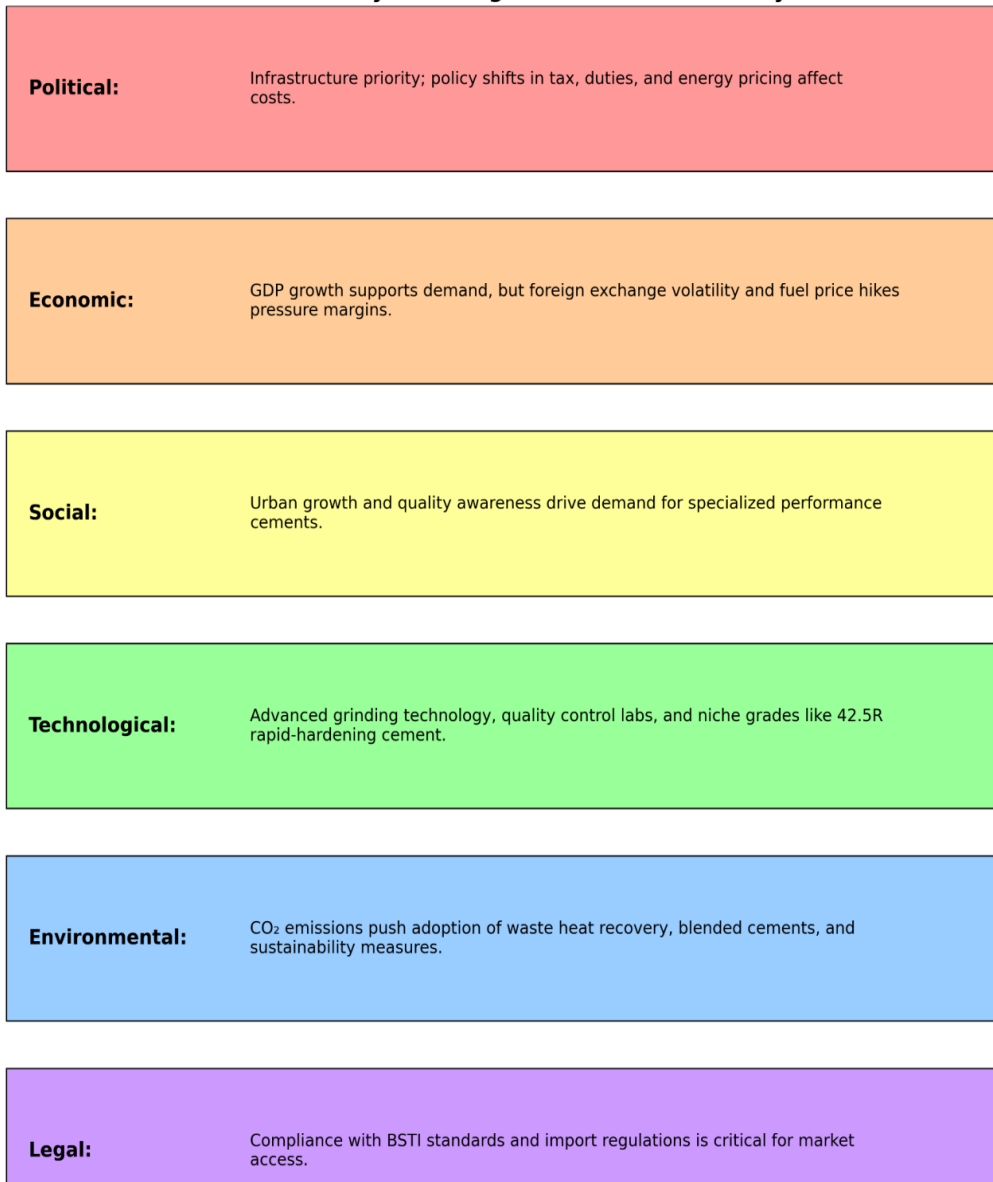 Political:
Infrastructure priority; policy shifts in tax, duties, and energy pricing affect
costs.
Economic:
GDP growth supports demand, but foreign exchange volatility and fuel price hikes
pressure margins.
Social:
Urban growth and quality awareness drive demand for specialized performance
cements.
Technological:
Advanced grinding technology, quality control labs, and niche grades like 42.5R
rapid-hardening cement.
Environmental:
CO₂ emissions push adoption of waste heat recovery, blended cements, and
sustainability measures.
Legal:
Compliance with BSTI standards and import regulations is critical for market
access.